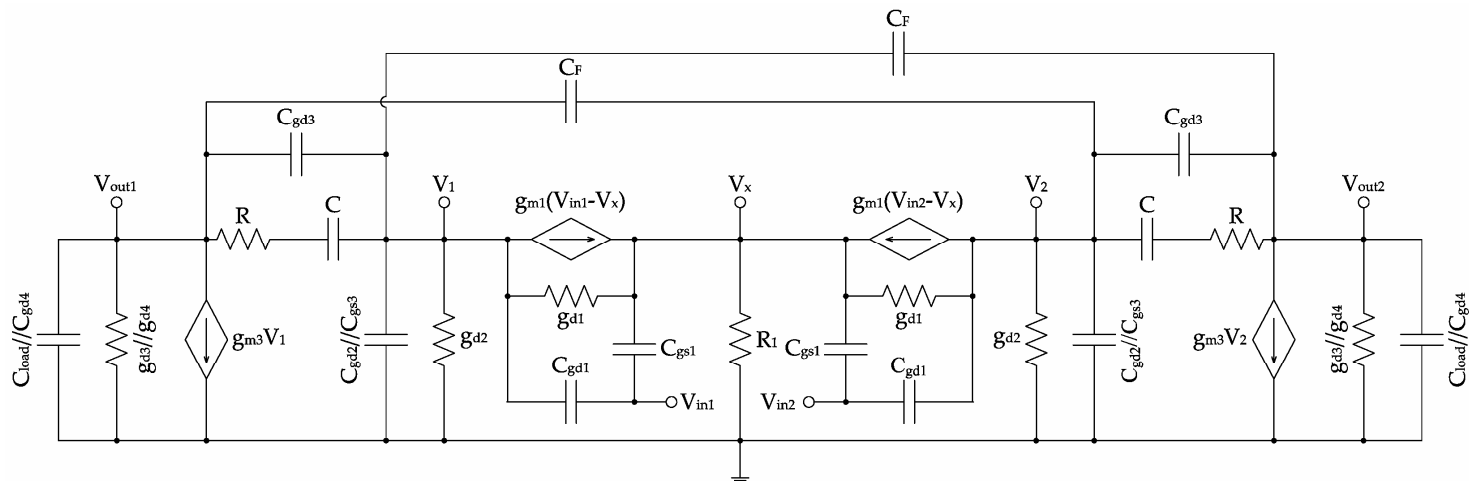 CF
CF
Cgd3
Cgd3
Vout1
V1
gm1(Vin1-Vx)
Vx
gm1(Vin2-Vx)
V2
Vout2
R
C
C
R
Cload//Cgd4
gd3//gd4
gm3V1
Cgd2//Cgs3
gd2
gd1
Cgs1
R1
Cgs1
gd1
gd2
Cgd2//Cgs3
gm3V2
gd3//gd4
Cload//Cgd4
Cgd1
Cgd1
Vin1
Vin2